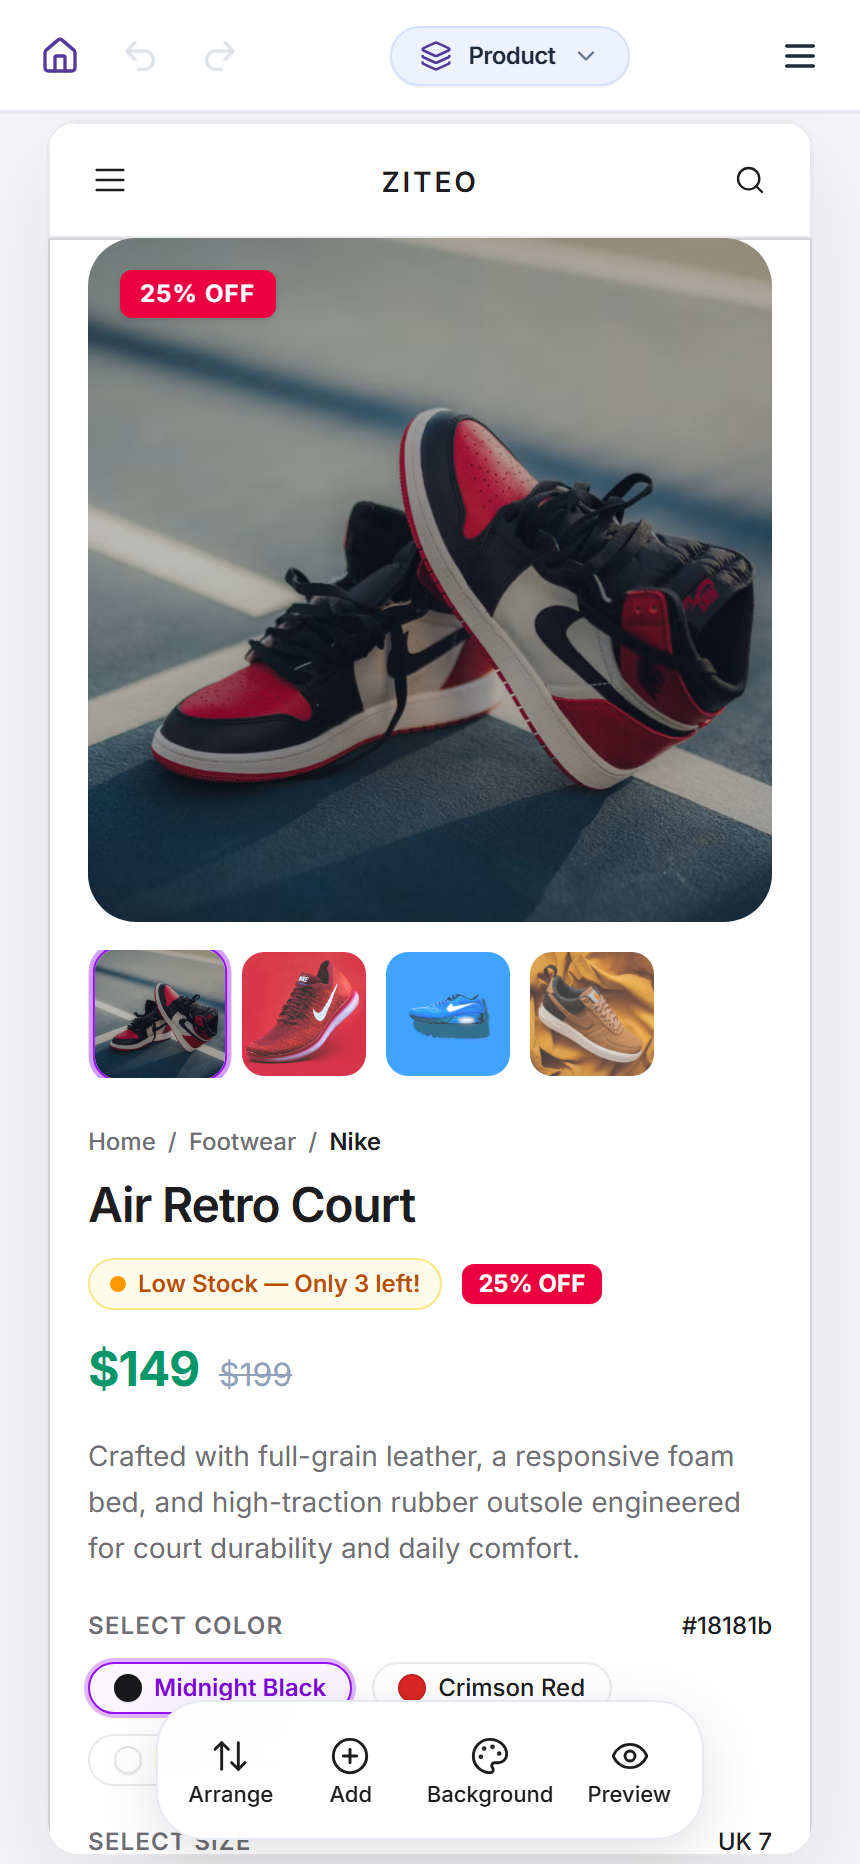 Product
ZITEO
25% OFF
Home / Footwear / Nike
Air Retro Court
Low Stock — Only 3 left!
25% OFF
$149 $199
Crafted with full-grain leather, a responsive foam
bed, and high-traction rubber outsole engineered
for court durability and daily comfort.
SELECT COLOR
#18181b
Midnight Black
Crimson Red
Arrange
Add
Background
Preview
SELECT SIZE
UK 7